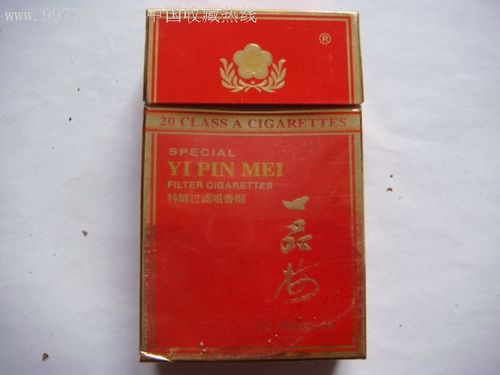 中国收藏热线
®
20 CLASS A CIGARETTES
SPECIAL
YI PIN MEI
FILTER CIGARETTES
特醇过滤嘴香烟
一品梅